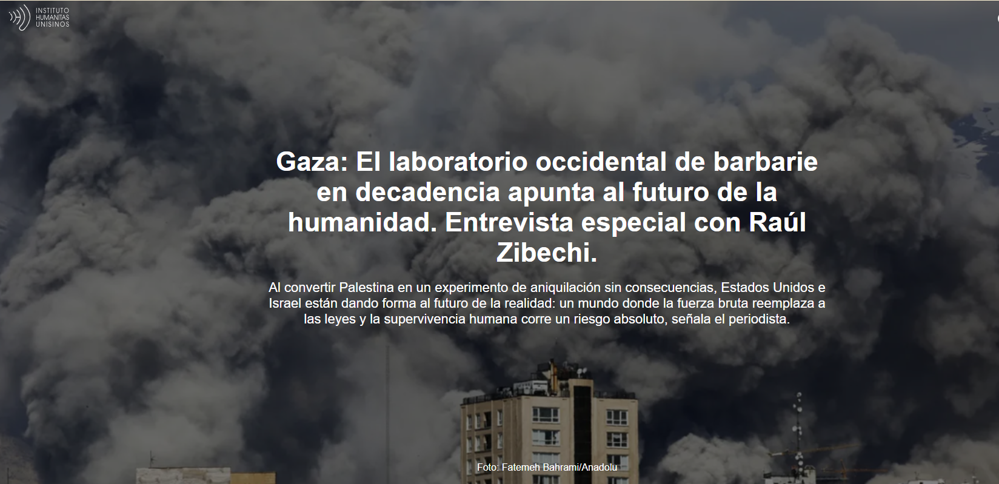 INSTITUTO
HUMANITAS
UNISINOS
Gaza: El laboratorio occidental de barbarie
en decadencia apunta al futuro de la
humanidad. Entrevista especial con Raúl
Zibechi.
Al convertir Palestina en un experimento de aniquilación sin consecuencias, Estados Unidos e
Israel están dando forma al futuro de la realidad: un mundo donde la fuerza bruta reemplaza a
las leyes y la supervivencia humana corre un riesgo absoluto, señala el periodista.
Foto: Fatemeh Bahrami/Anadolu